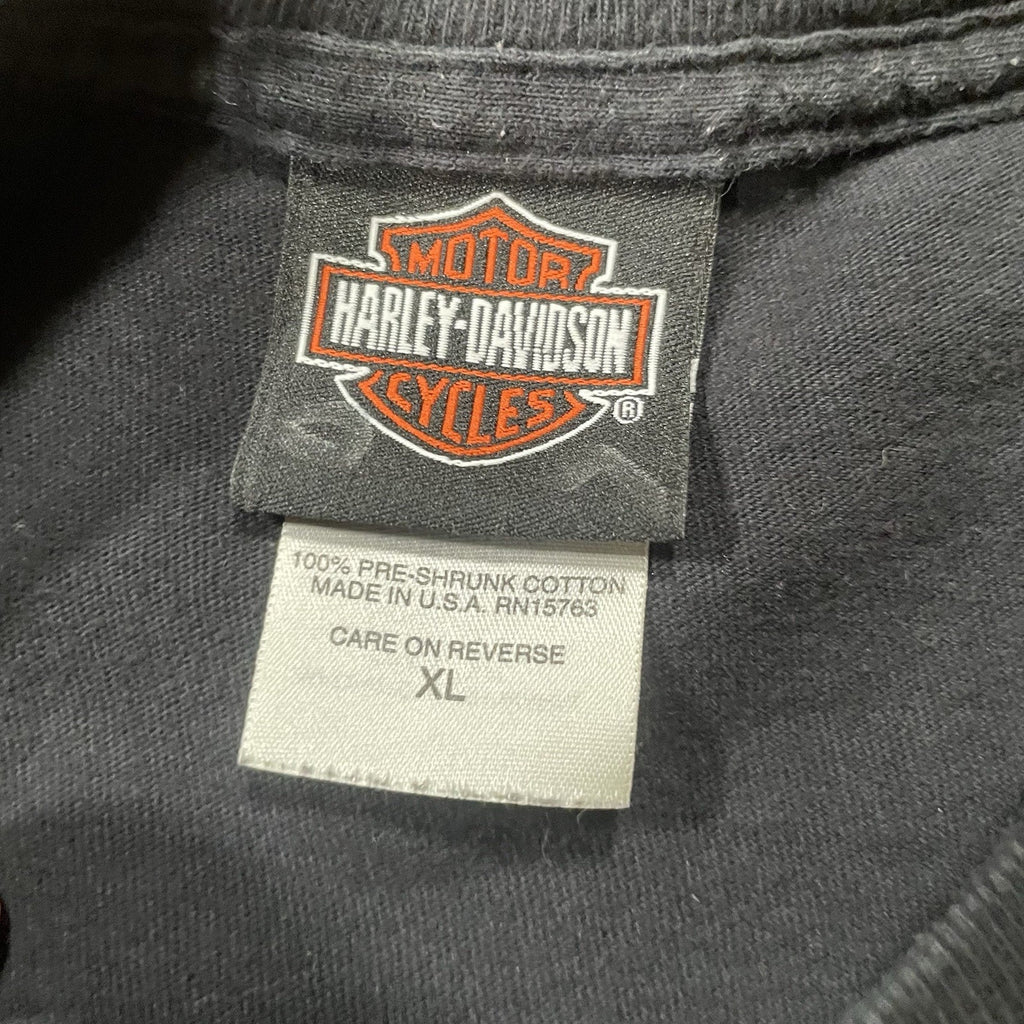 MOTOR
HARLEY-DAVIDSON
CYCLES
®
100% PRE-SHRUNK COTTON
MADE IN U.S.A. RN15763
CARE ON REVERSE
XL